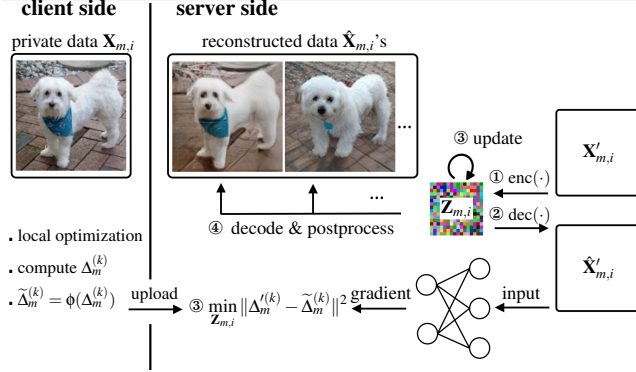 client side
server side
private data X_{m,i}
reconstructed data X̂_{m,i}'s
...
③ update
X′_{m,i}
① enc(·)
Z_{m,i}
② dec(·)
...
④ decode & postprocess
X̂′_{m,i}
. local optimization
. compute Δ_m^{(k)}
. Δ̃_m^{(k)} = ϕ(Δ_m^{(k)})
upload
③ min_{Z_{m,i}} ||Δ′_m^{(k)} − Δ̃_m^{(k)}||²
gradient
input